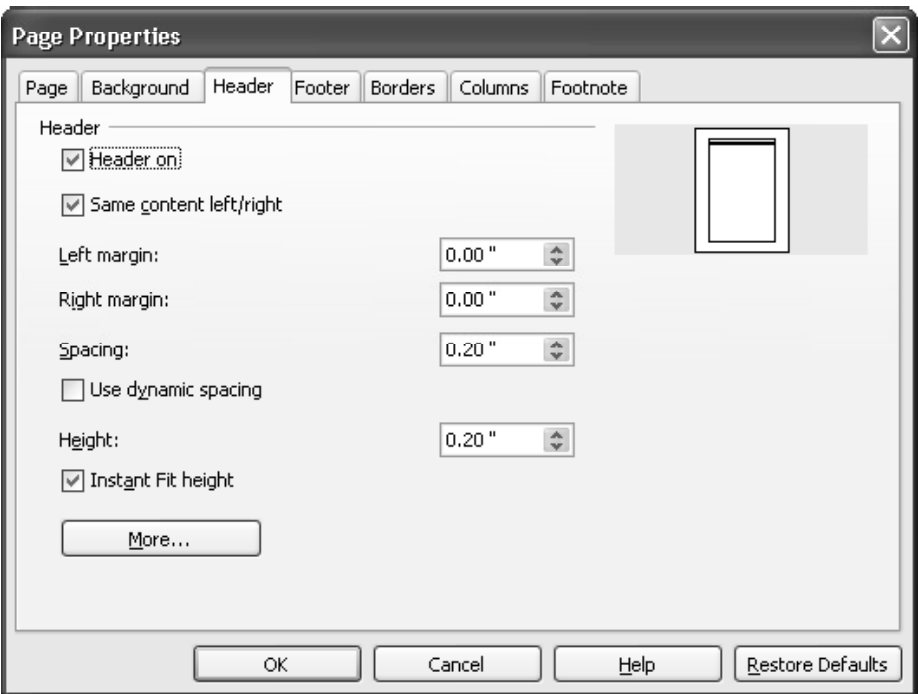 Page Properties
Page Background Header Footer Borders Columns Footnote
Header
Header on
Same content left/right
Left margin: 0.00 "
Right margin: 0.00 "
Spacing: 0.20 "
Use dynamic spacing
Height: 0.20 "
Instant Fit height
More...
OK Cancel Help Restore Defaults